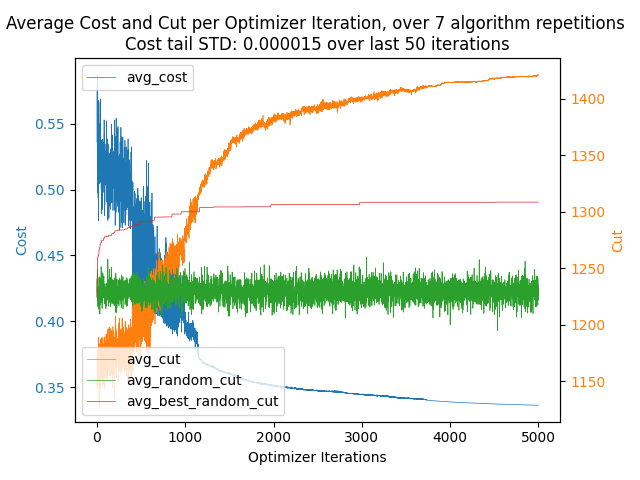 Average Cost and Cut per Optimizer Iteration, over 7 algorithm repetitions
Cost tail STD: 0.000015 over last 50 iterations
avg_cost
0.55
0.50
0.45
0.40
0.35
Cost
1400
1350
1300
1250
1200
1150
Cut
avg_cut
avg_random_cut
avg_best_random_cut
0
1000
2000
3000
4000
5000
Optimizer Iterations